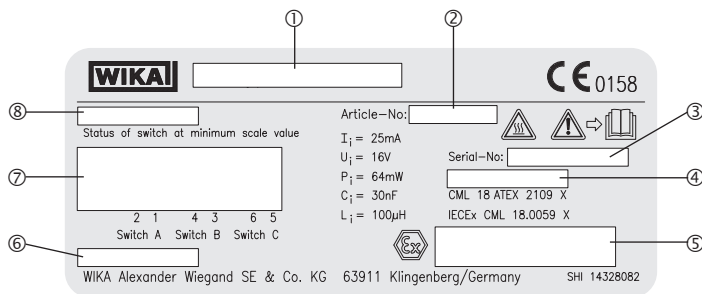 ① ②
WIKA
CE 0158
⑧ ③
Article-No:
Status of switch at minimum scale value
Ii = 25mA
Ui = 16V
Serial-No:
⑦ ④
Pi = 64mW
CML 18 ATEX 2109 X
Ci = 30nF
2 1 4 3 6 5
Li = 100µH
IECEx CML 18.0059 X
Switch A Switch B Switch C
⑥ ⑤
Ex
WIKA Alexander Wiegand SE & Co. KG 63911 Klingenberg/Germany SHI 14328082